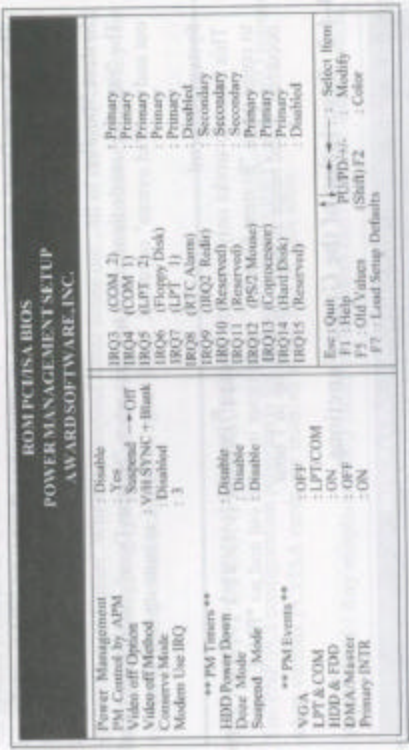 ROM PCI/ISA BIOS
POWER MANAGEMENT SETUP
AWARD SOFTWARE, INC.
Power Management : Disable
PM Control by APM : Yes
Video off Option : Suspend → Off
Video off Method : V/H SYNC + Blank
Conserve Mode : Disabled
Modem Use IRQ : 3
** PM Timers **
HDD Power Down : Disable
Doze Mode : Disable
Suspend Mode : Disable
** PM Events **
VGA : OFF
LPT & COM : LPT/COM
HDD & FDD : ON
DMA/Master : OFF
Primary INTR : ON
IRQ3 (COM 2) : Primary
IRQ4 (COM 1) : Primary
IRQ5 (LPT 2) : Primary
IRQ6 (Floppy Disk) : Primary
IRQ7 (LPT 1) : Primary
IRQ8 (RTC Alarm) : Disabled
IRQ9 (IRQ2 Redir) : Secondary
IRQ10 (Reserved) : Secondary
IRQ11 (Reserved) : Secondary
IRQ12 (PS/2 Mouse) : Primary
IRQ13 (Coprocessor) : Primary
IRQ14 (Hard Disk) : Primary
IRQ15 (Reserved) : Disabled
Esc : Quit : Select Item
F1 : Help PU/PD/+/- : Modify
F5 : Old Values (Shift) F2 : Color
F7 : Load Setup Defaults